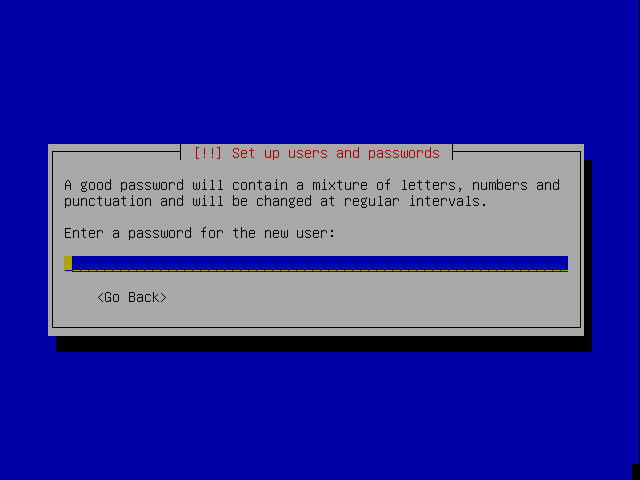 [!!] Set up users and passwords
A good password will contain a mixture of letters, numbers and
punctuation and will be changed at regular intervals.
Enter a password for the new user:
<Go Back>